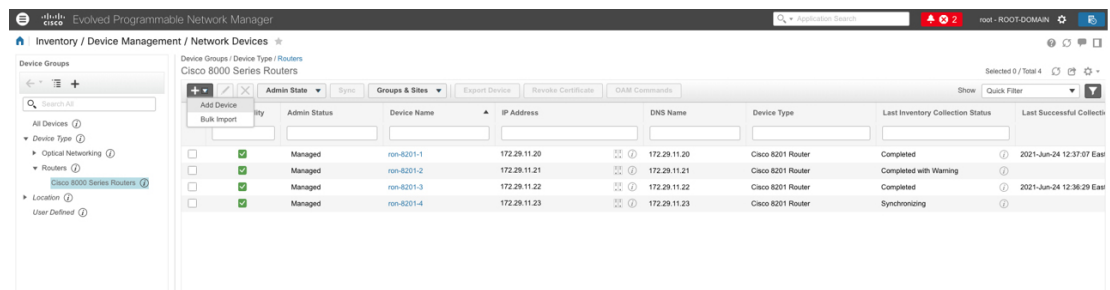 cisco Evolved Programmable Network Manager
Application Search
2
root - ROOT-DOMAIN
Inventory / Device Management / Network Devices
Device Groups
Device Groups / Device Type / Routers
Cisco 8000 Series Routers
Selected 0 / Total 4
Admin State
Sync
Groups & Sites
Export Device
Revoke Certificate
OAM Commands
Show Quick Filter
Search All
Add Device
Bulk Import
All Devices
Device Type
Optical Networking
Routers
Cisco 8000 Series Routers
Location
User Defined
ity Admin Status Device Name IP Address DNS Name Device Type Last Inventory Collection Status Last Successful Collecti
Managed ron-8201-1 172.29.11.20 172.29.11.20 Cisco 8201 Router Completed 2021-Jun-24 12:37:07 East
Managed ron-8201-2 172.29.11.21 172.29.11.21 Cisco 8201 Router Completed with Warning
Managed ron-8201-3 172.29.11.22 172.29.11.22 Cisco 8201 Router Completed 2021-Jun-24 12:36:29 East
Managed ron-8201-4 172.29.11.23 172.29.11.23 Cisco 8201 Router Synchronizing